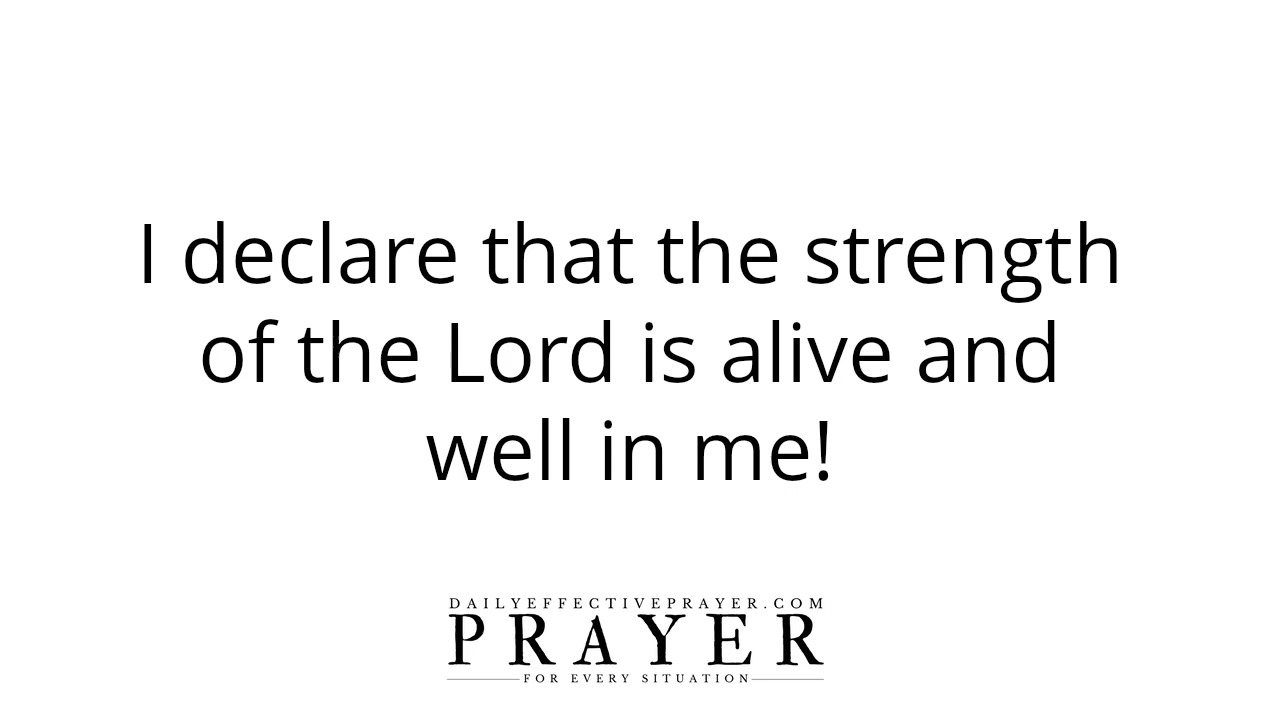 I declare that the strength
of the Lord is alive and
well in me!
DAILYEFFECTIVEPRAYER.COM
PRAYER
FOR EVERY SITUATION